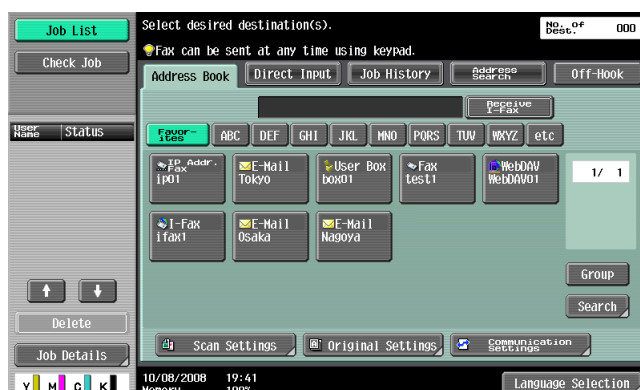 Job List
Check Job
User Name
Status
Delete
Job Details
Y M C K
Select desired destination(s).
No. of Dest.
000
Fax can be sent at any time using keypad.
Address Book
Direct Input
Job History
Address Search
Off-Hook
Receive I-Fax
Favor-ites
ABC
DEF
GHI
JKL
MNO
PQRS
TUV
WXYZ
etc
IP Addr. Fax
ip01
E-Mail
Tokyo
User Box
box01
Fax
test1
WebDAV
WebDAV01
1/ 1
I-Fax
ifax1
E-Mail
Osaka
E-Mail
Nagoya
Group
Search
Scan Settings
Original Settings
Communication Settings
10/08/2008 19:41
Memory 100%
Language Selection